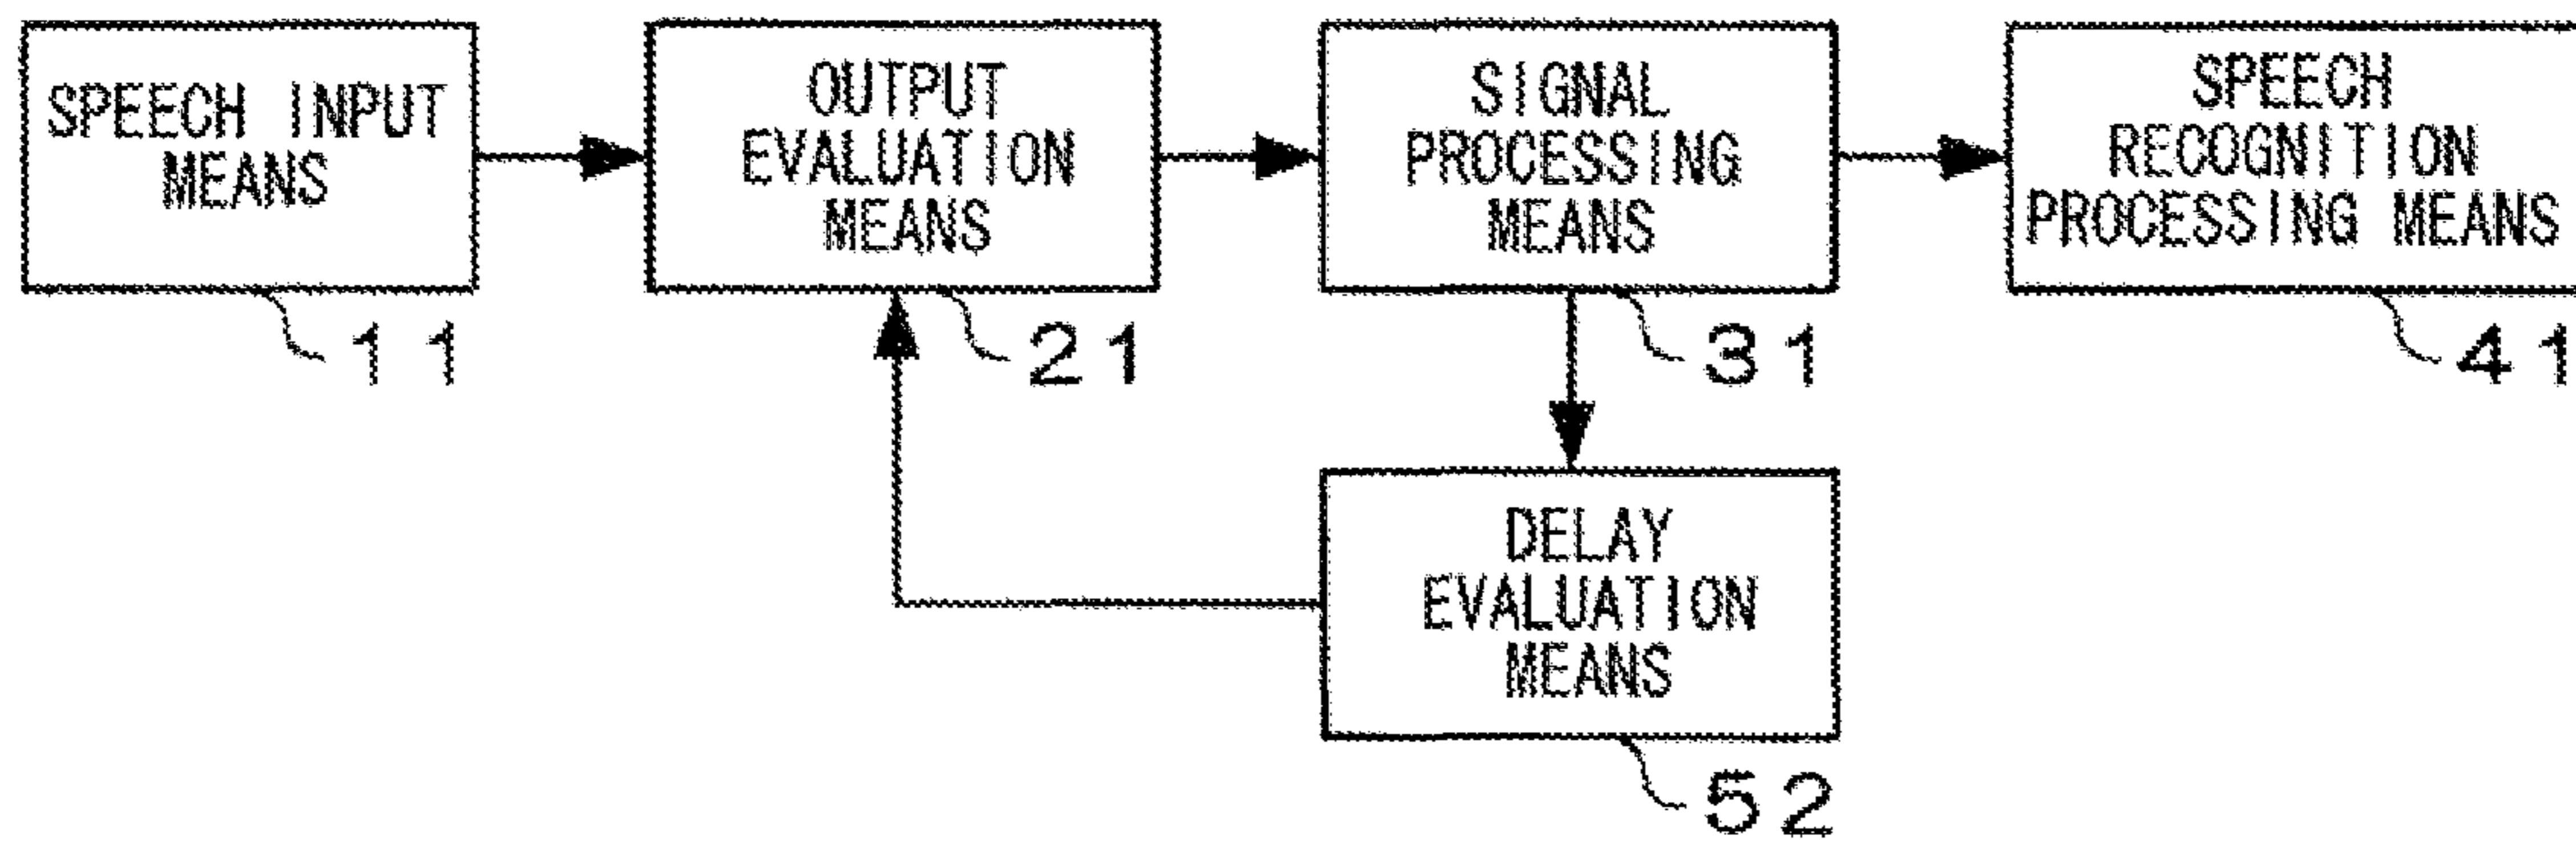 SPEECH INPUT
MEANS
11
OUTPUT
EVALUATION
MEANS
21
SIGNAL
PROCESSING
MEANS
31
SPEECH
RECOGNITION
PROCESSING MEANS
41
DELAY
EVALUATION
MEANS
52